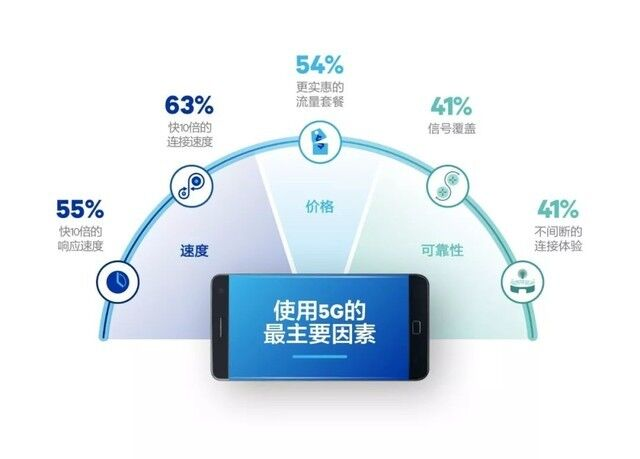 54%
更实惠的
流量套餐
63%
快10倍的
连接速度
41%
信号覆盖
55%
快10倍的
响应速度
41%
不间断的
连接体验
速度
价格
可靠性
使用5G的
最主要因素